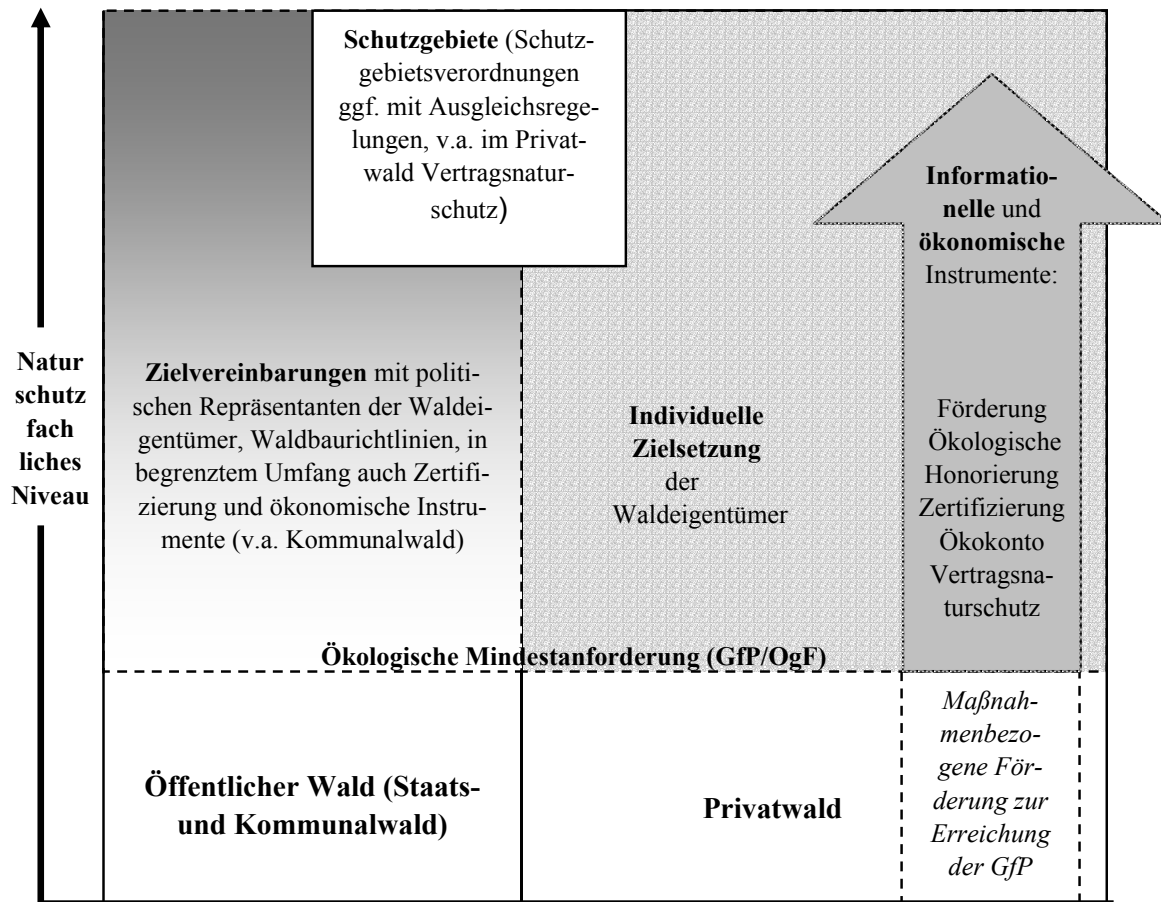 Schutzgebiete (Schutz-
gebietsverordnungen
ggf. mit Ausgleichsrege-
lungen, v.a. im Privat-
wald Vertragsnatur-
schutz)
Informatio-
nelle und
ökonomische
Instrumente:
Natur
schutz
fach
liches
Niveau
Zielvereinbarungen mit politi-
schen Repräsentanten der Waldei-
gentümer, Waldbaurichtlinien, in
begrenztem Umfang auch Zertifi-
zierung und ökonomische Instru-
mente (v.a. Kommunalwald)
Individuelle
Zielsetzung
der
Waldeigentümer
Förderung
Ökologische
Honorierung
Zertifizierung
Ökokonto
Vertragsna-
turschutz
Ökologische Mindestanforderung (GfP/OgF)
Öffentlicher Wald (Staats-
und Kommunalwald)
Privatwald
Maßnah-
menbezo-
gene För-
derung zur
Erreichung
der GfP